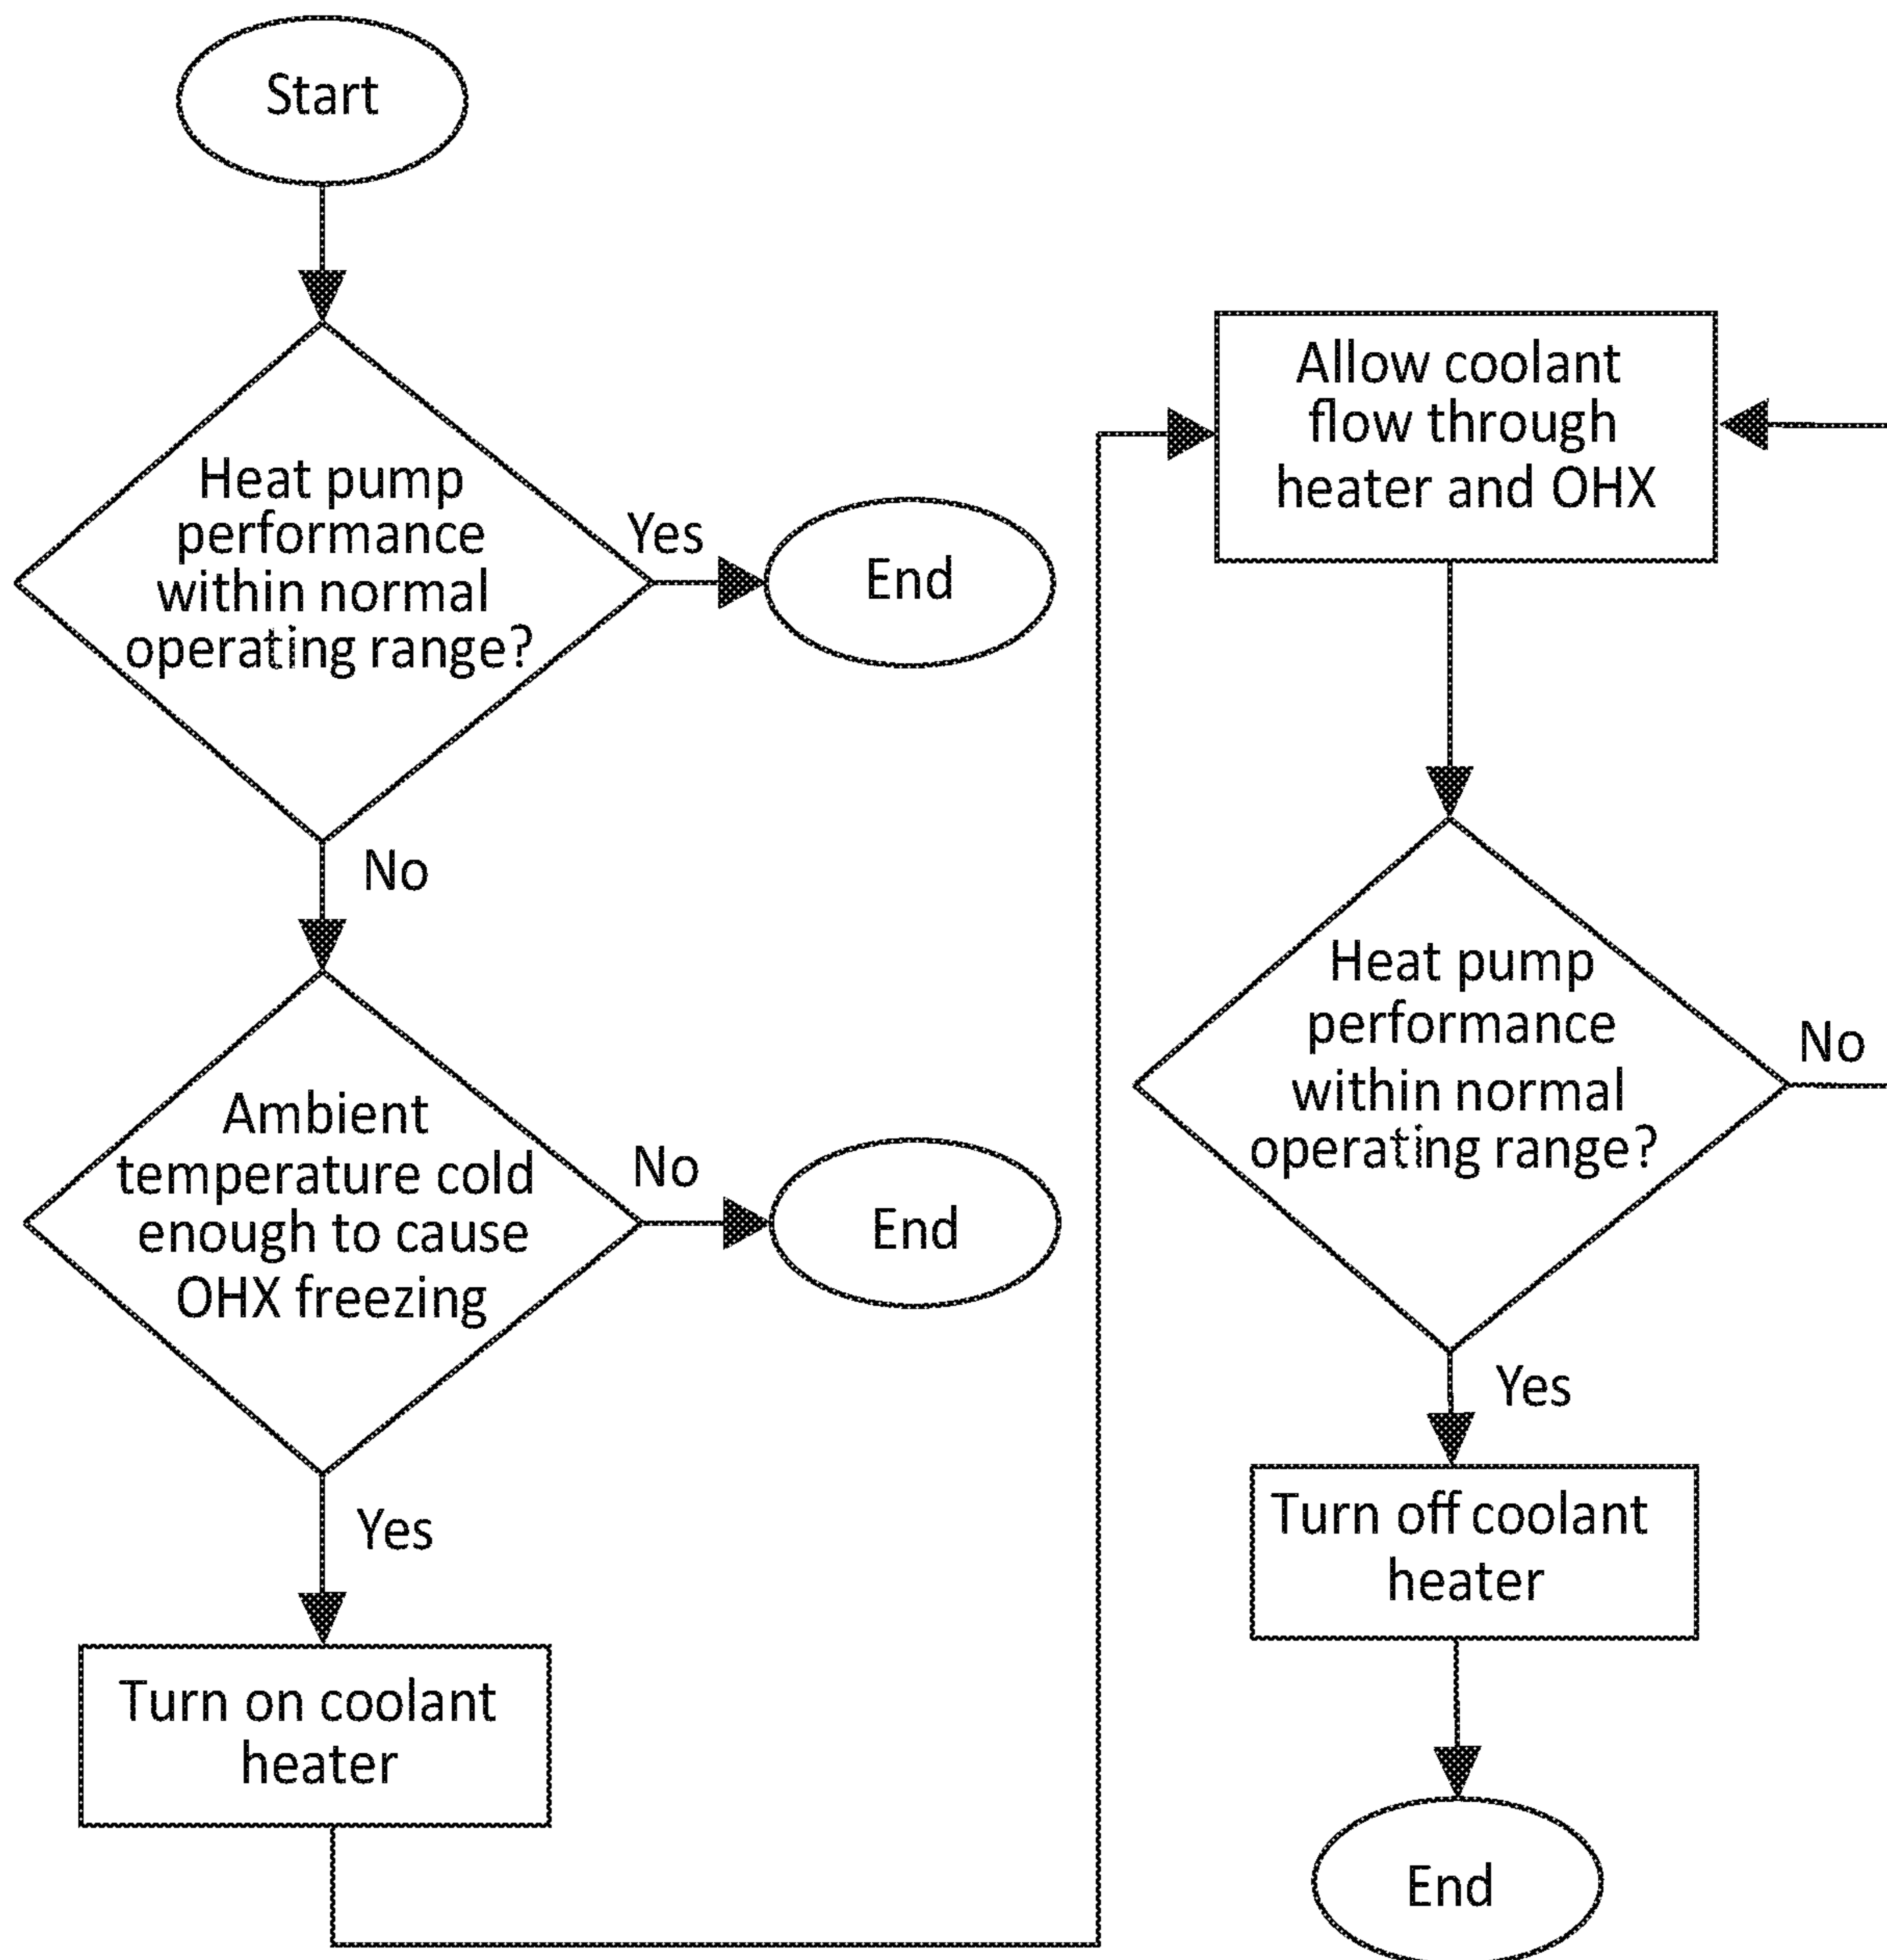 Start
Heat pump
performance
within normal
operating range?
Yes
End
No
Ambient
temperature cold
enough to cause
OHX freezing
No
End
Yes
Turn on coolant
heater
Allow coolant
flow through
heater and OHX
Heat pump
performance
within normal
operating range?
No
Yes
Turn off coolant
heater
End